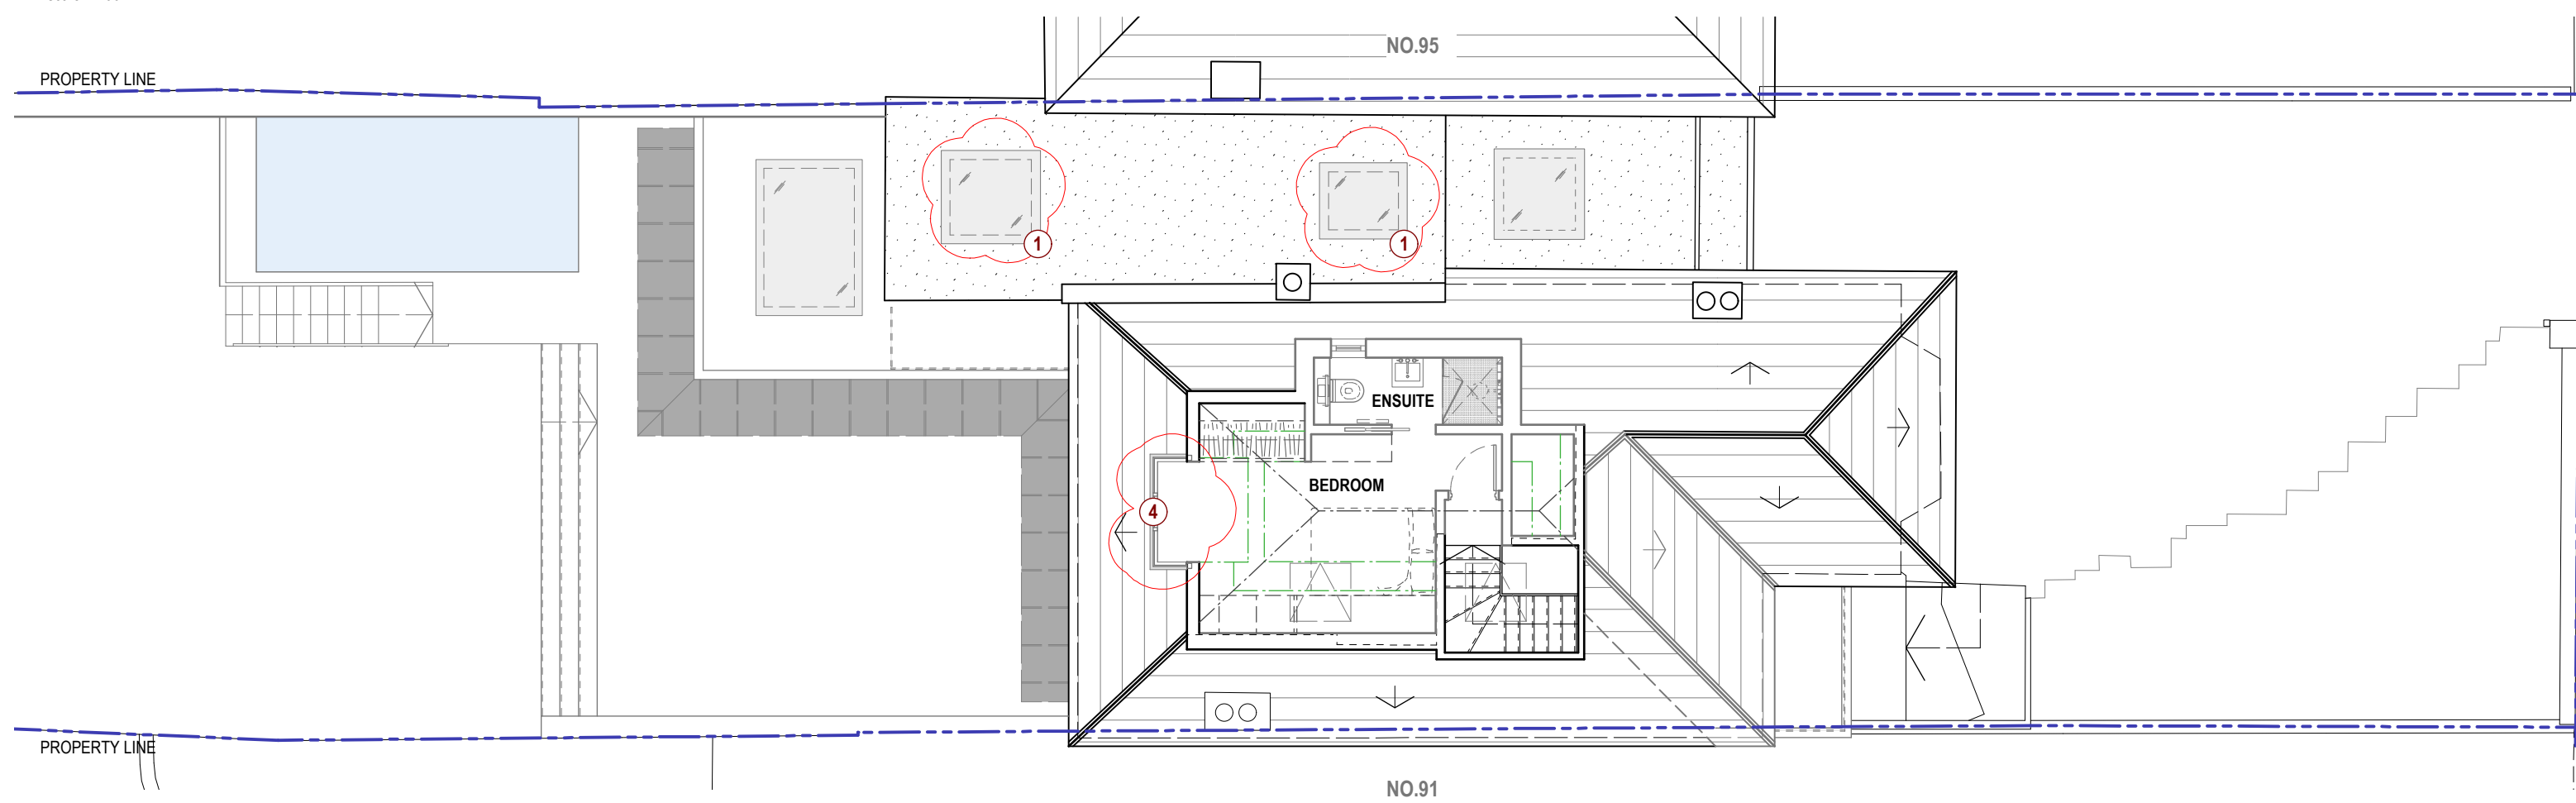 NO.95
PROPERTY LINE
1
1
ENSUITE
BEDROOM
4
PROPERTY LINE
NO.91